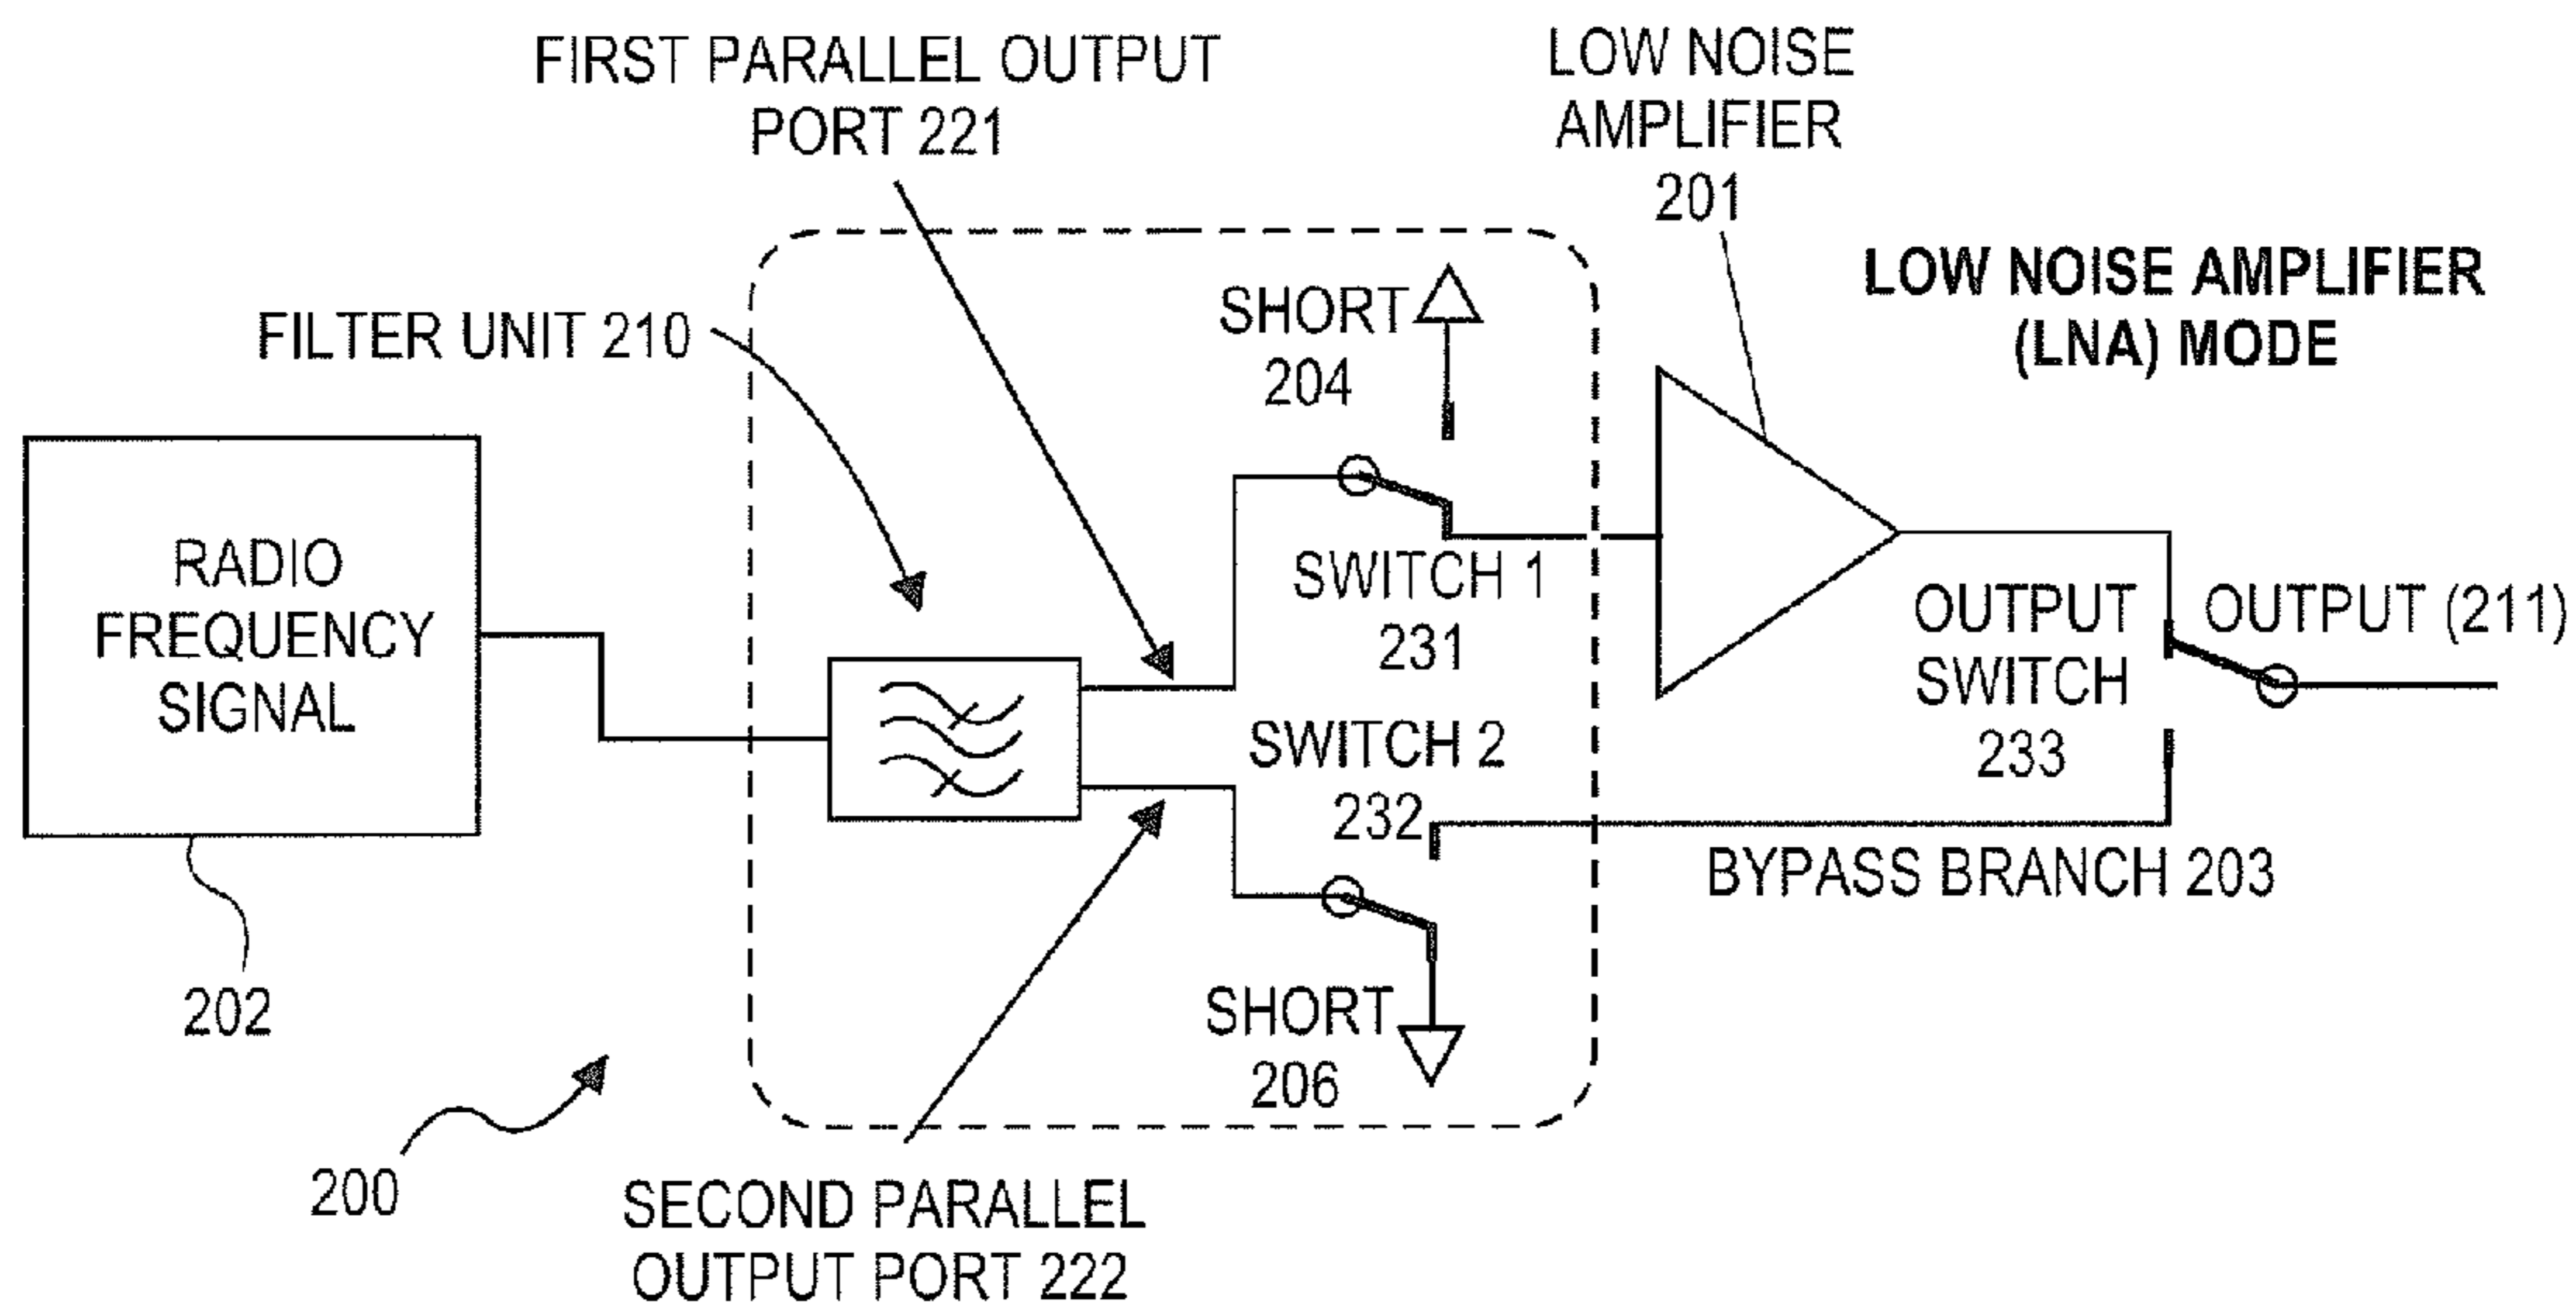 FIRST PARALLEL OUTPUT
PORT 221
LOW NOISE
AMPLIFIER
201
LOW NOISE AMPLIFIER
(LNA) MODE
FILTER UNIT 210
SHORT
204
RADIO
FREQUENCY
SIGNAL
SWITCH 1
231
OUTPUT
SWITCH
233
OUTPUT (211)
SWITCH 2
232
BYPASS BRANCH 203
202
SHORT
206
200
SECOND PARALLEL
OUTPUT PORT 222